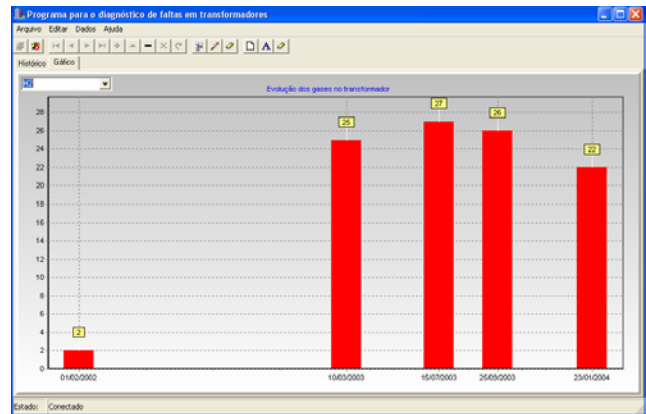 Programa para o diagnóstico de faltas em transformadores
Arquivo Editar Dados Ajuda
Histórico Gáfico
H2
Evolução dos gases no transformador
28
26
24
22
20
18
16
14
12
10
8
6
4
2
0
2
25
27
26
22
01/02/2002 10/03/2003 15/07/2003 25/09/2003 23/01/2004
Estado: Conectado